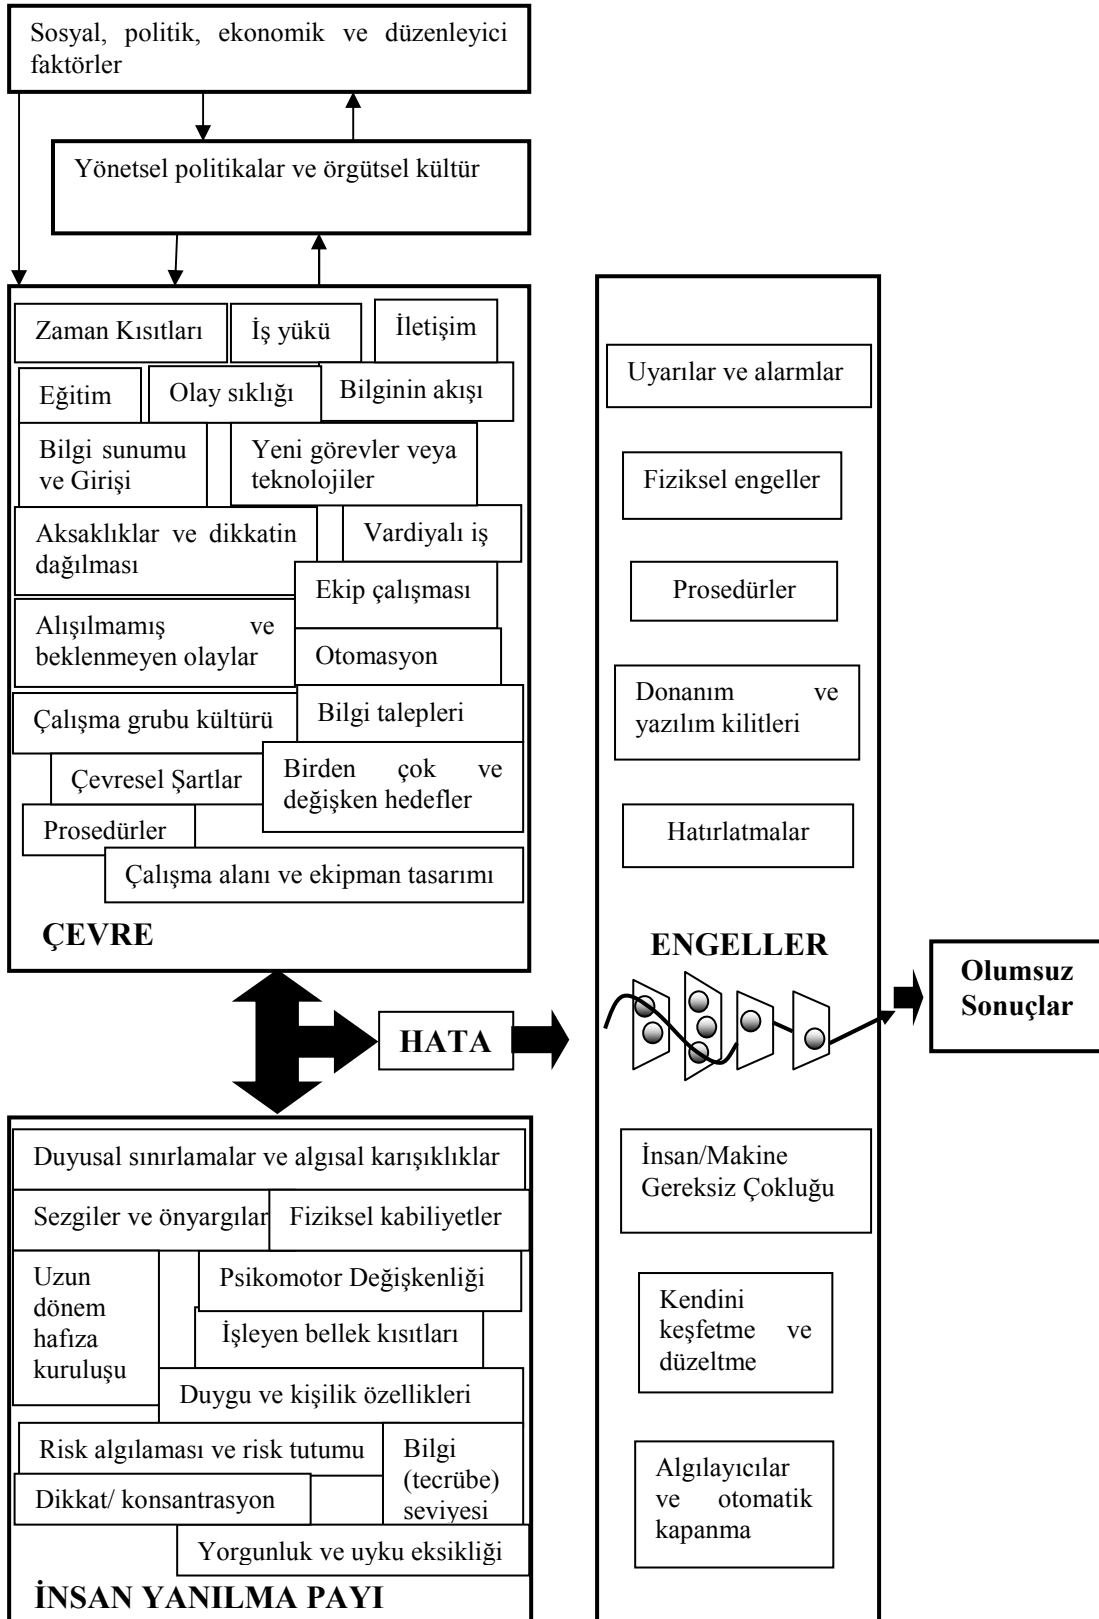 Sosyal, politik, ekonomik ve düzenleyici
faktörler
Yönetsel politikalar ve örgütsel kültür
Zaman Kısıtları
İş yükü
İletişim
Eğitim
Olay sıklığı
Bilginin akışı
Bilgi sunumu
ve Girişi
Yeni görevler veya
teknolojiler
Aksaklıklar ve dikkatin
dağılması
Vardiyalı iş
Ekip çalışması
Alışılmamış ve
beklenmeyen olaylar
Otomasyon
Çalışma grubu kültürü
Bilgi talepleri
Çevresel Şartlar
Birden çok ve
değişken hedefler
Prosedürler
Çalışma alanı ve ekipman tasarımı
ÇEVRE
HATA
Duyusal sınırlamalar ve algısal karışıklıklar
Sezgiler ve önyargılar
Fiziksel kabiliyetler
Uzun
dönem
hafıza
kuruluşu
Psikomotor Değişkenliği
İşleyen bellek kısıtları
Duygu ve kişilik özellikleri
Risk algılaması ve risk tutumu
Bilgi
(tecrübe)
seviyesi
Dikkat/ konsantrasyon
Yorgunluk ve uyku eksikliği
İNSAN YANILMA PAYI
Uyarılar ve alarmlar
Fiziksel engeller
Prosedürler
Donanım ve
yazılım kilitleri
Hatırlatmalar
ENGELLER
İnsan/Makine
Gereksiz Çokluğu
Kendini
keşfetme ve
düzeltme
Algılayıcılar
ve otomatik
kapanma
Olumsuz
Sonuçlar